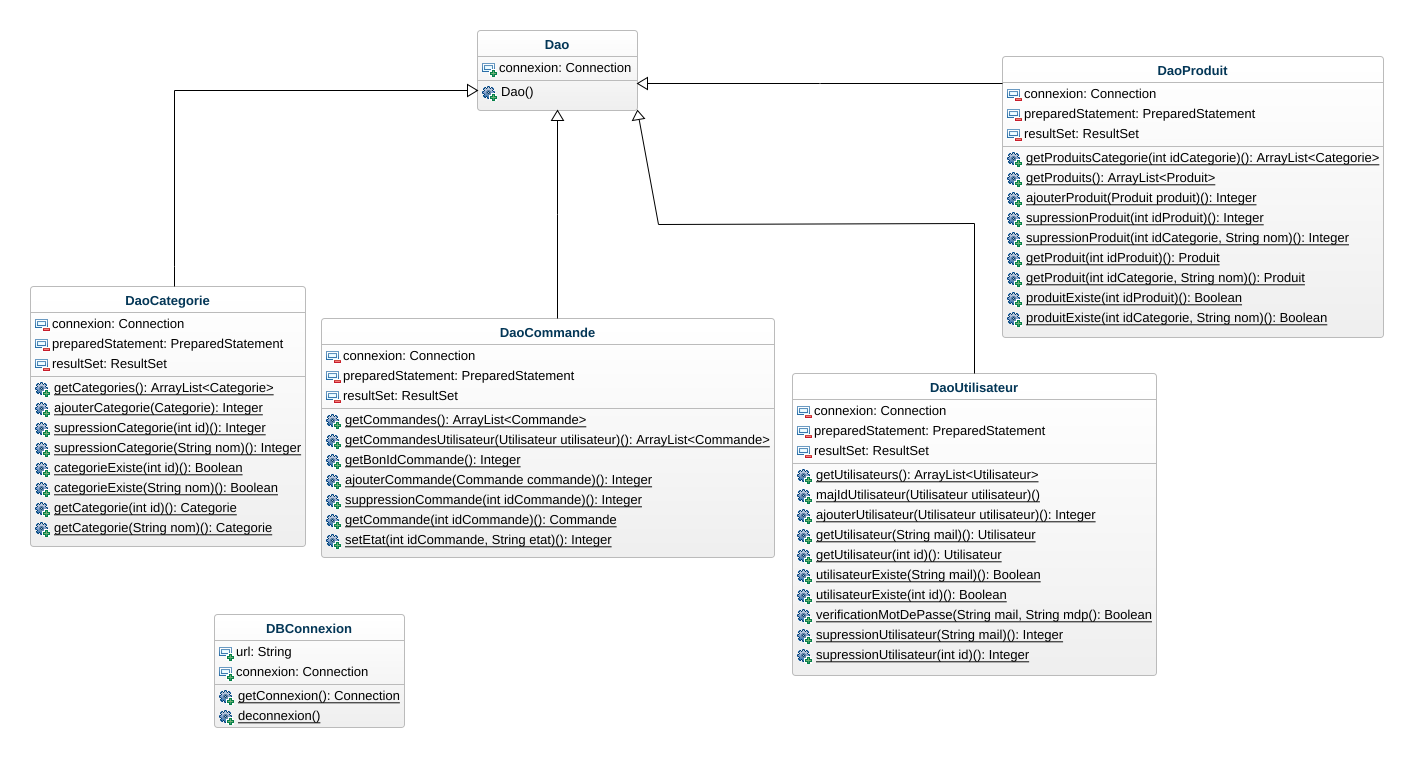 Dao
connexion: Connection
Dao()
DaoProduit
connexion: Connection
preparedStatement: PreparedStatement
resultSet: ResultSet
getProduitsCategorie(int idCategorie)(): ArrayList<Categorie>
getProduits(): ArrayList<Produit>
ajouterProduit(Produit produit)(): Integer
supressionProduit(int idProduit)(): Integer
supressionProduit(int idCategorie, String nom)(): Integer
getProduit(int idProduit)(): Produit
getProduit(int idCategorie, String nom)(): Produit
produitExiste(int idProduit)(): Boolean
produitExiste(int idCategorie, String nom)(): Boolean
DaoCategorie
connexion: Connection
preparedStatement: PreparedStatement
resultSet: ResultSet
getCategories(): ArrayList<Categorie>
ajouterCategorie(Categorie): Integer
supressionCategorie(int id)(): Integer
supressionCategorie(String nom)(): Integer
categorieExiste(int id)(): Boolean
categorieExiste(String nom)(): Boolean
getCategorie(int id)(): Categorie
getCategorie(String nom)(): Categorie
DaoCommande
connexion: Connection
preparedStatement: PreparedStatement
resultSet: ResultSet
getCommandes(): ArrayList<Commande>
getCommandesUtilisateur(Utilisateur utilisateur)(): ArrayList<Commande>
getBonIdCommande(): Integer
ajouterCommande(Commande commande)(): Integer
suppressionCommande(int idCommande)(): Integer
getCommande(int idCommande)(): Commande
setEtat(int idCommande, String etat)(): Integer
DaoUtilisateur
connexion: Connection
preparedStatement: PreparedStatement
resultSet: ResultSet
getUtilisateurs(): ArrayList<Utilisateur>
majIdUtilisateur(Utilisateur utilisateur)()
ajouterUtilisateur(Utilisateur utilisateur)(): Integer
getUtilisateur(String mail)(): Utilisateur
getUtilisateur(int id)(): Utilisateur
utilisateurExiste(String mail)(): Boolean
utilisateurExiste(int id)(): Boolean
verificationMotDePasse(String mail, String mdp(): Boolean
supressionUtilisateur(String mail)(): Integer
supressionUtilisateur(int id)(): Integer
DBConnexion
url: String
connexion: Connection
getConnexion(): Connection
deconnexion()